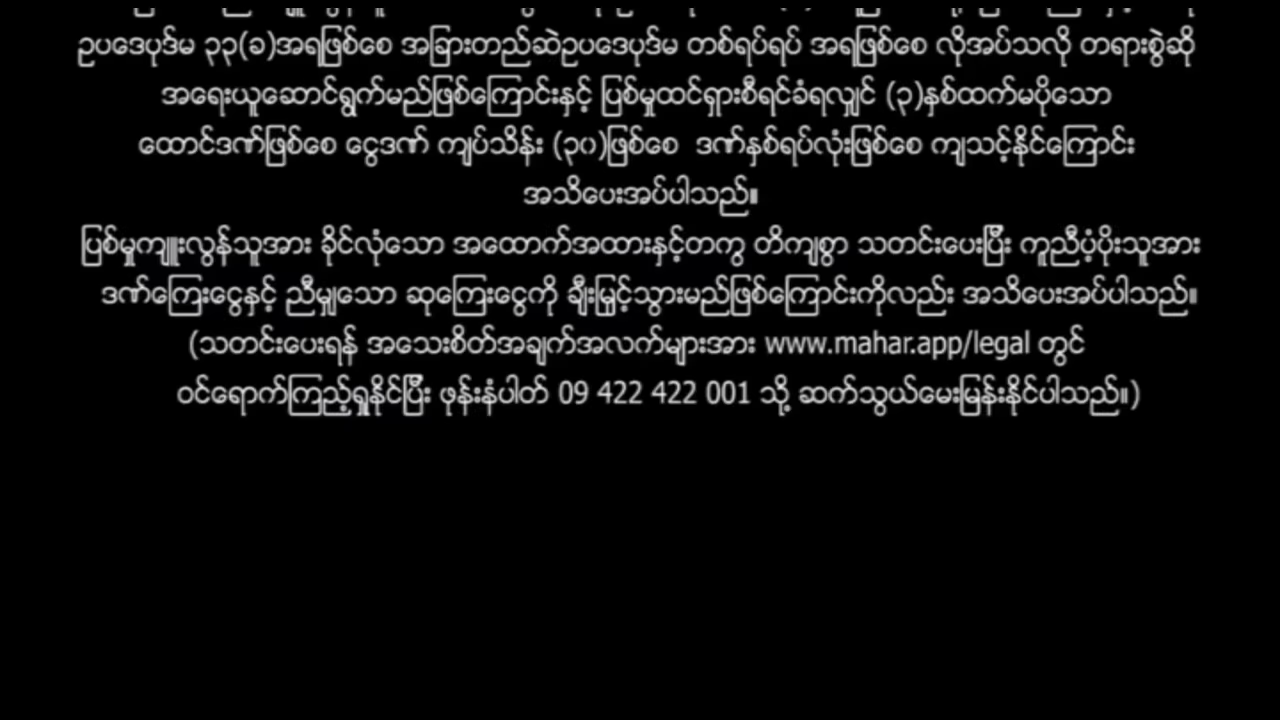 ဥပဒေပုဒ်မ ၃၃(ခ)အရဖြစ်စေ အခြားတည်ဆဲဥပဒေပုဒ်မ တစ်ရပ်ရပ် အရဖြစ်စေ လိုအပ်သလို တရားစွဲဆို
အရေးယူဆောင်ရွက်မည်ဖြစ်ကြောင်းနှင့် ပြစ်မှုထင်ရှားစီရင်ခံရလျှင် (၃)နှစ်ထက်မပိုသော
ထောင်ဒဏ်ဖြစ်စေ ငွေဒဏ် ကျပ်သိန်း (၃၀)ဖြစ်စေ ဒဏ်နှစ်ရပ်လုံးဖြစ်စေ ကျသင့်နိုင်ကြောင်း
အသိပေးအပ်ပါသည်။
ပြစ်မှုကျူးလွန်သူအား ခိုင်လုံသော အထောက်အထားနှင့်တကွ တိကျစွာ သတင်းပေးပြီး ကူညီပံ့ပိုးသူအား
ဒဏ်ကြေးငွေနှင့် ညီမျှသော ဆုကြေးငွေကို ချီးမြှင့်သွားမည်ဖြစ်ကြောင်းကိုလည်း အသိပေးအပ်ပါသည်။
(သတင်းပေးရန် အသေးစိတ်အချက်အလက်များအား www.mahar.app/legal တွင်
ဝင်ရောက်ကြည့်ရှုနိုင်ပြီး ဖုန်းနံပါတ် 09 422 422 001 သို့ ဆက်သွယ်မေးမြန်းနိုင်ပါသည်။)